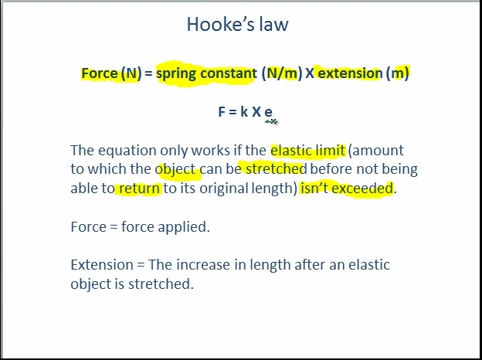 Hooke's law
Force (N) = spring constant (N/m) X extension (m)
F = k X e
The equation only works if the elastic limit (amount
to which the object can be stretched before not being
able to return to its original length) isn't exceeded.
Force = force applied.
Extension = The increase in length after an elastic
object is stretched.